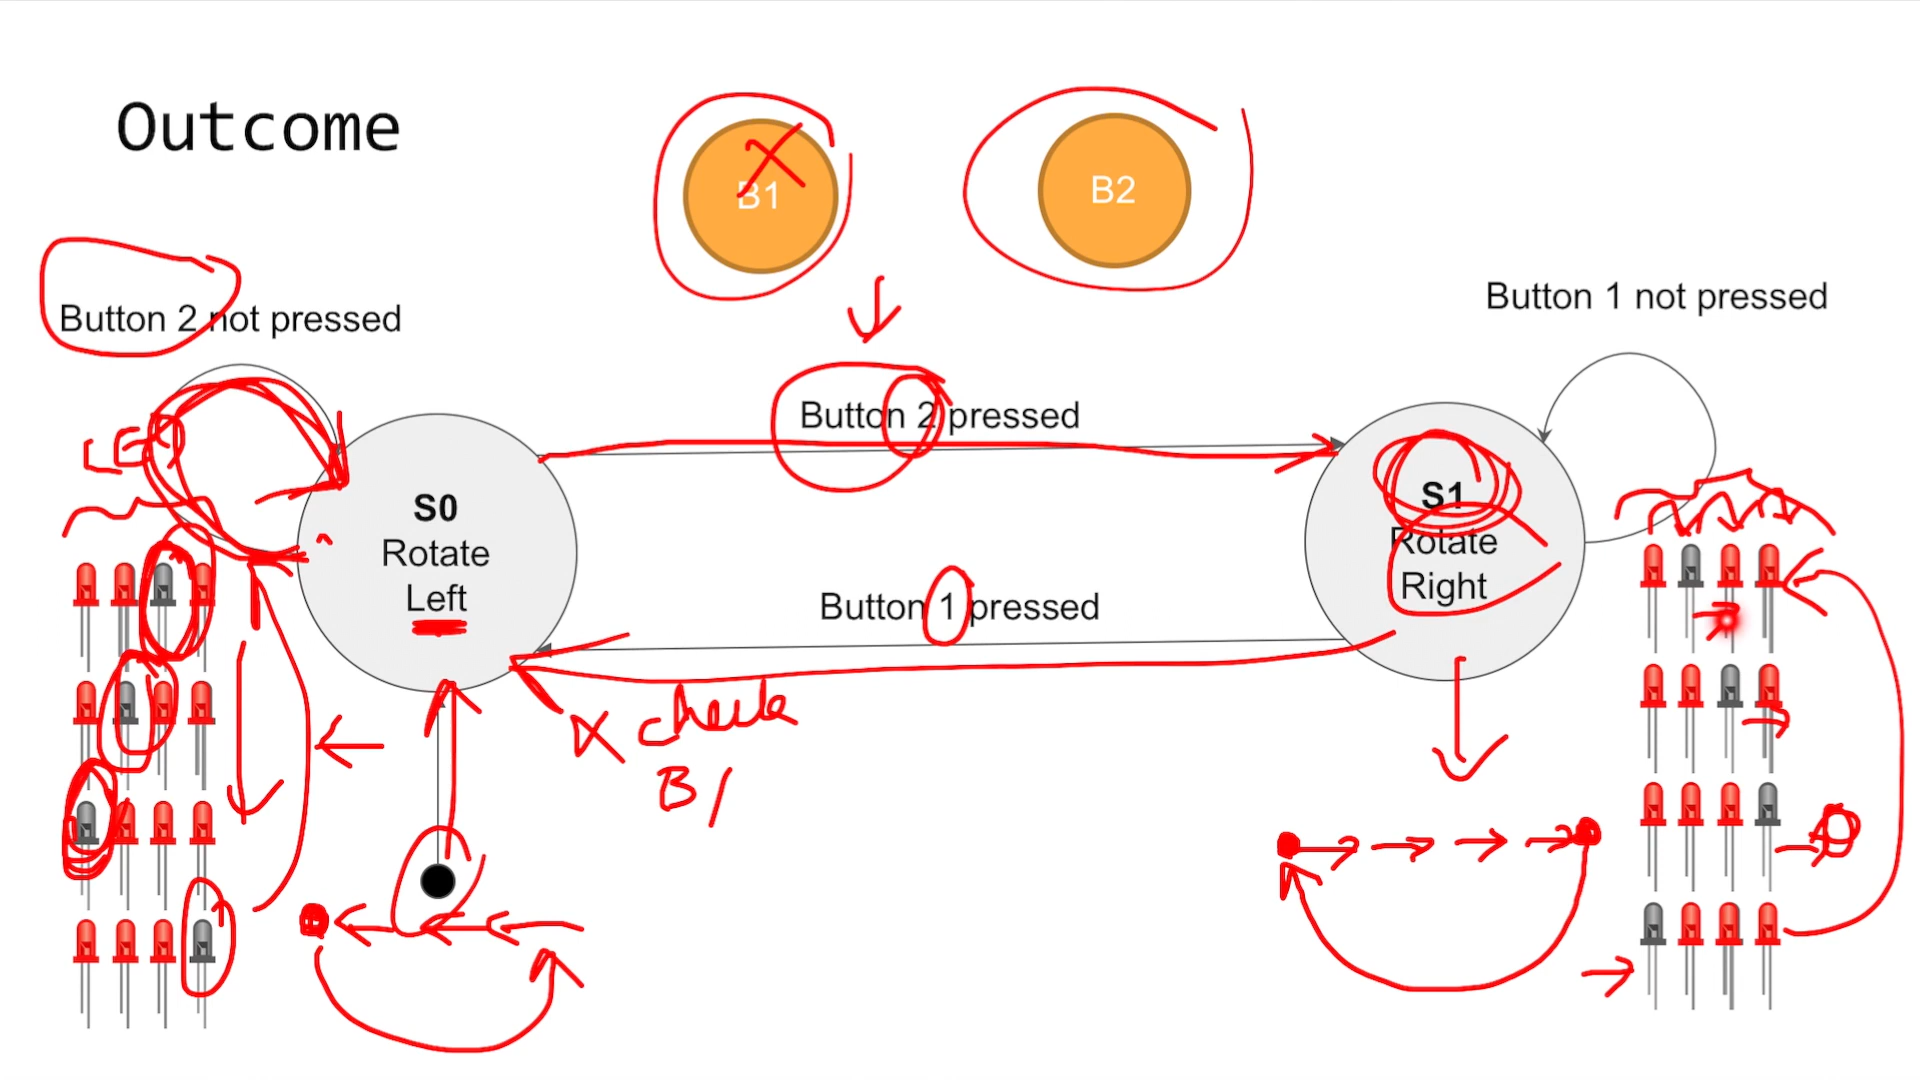 Outcome
B1
B2
Button 2 not pressed
Button 1 not pressed
Button 2 pressed
S0
Rotate
Left
S1
Rotate
Right
Button 1 pressed
check
B1